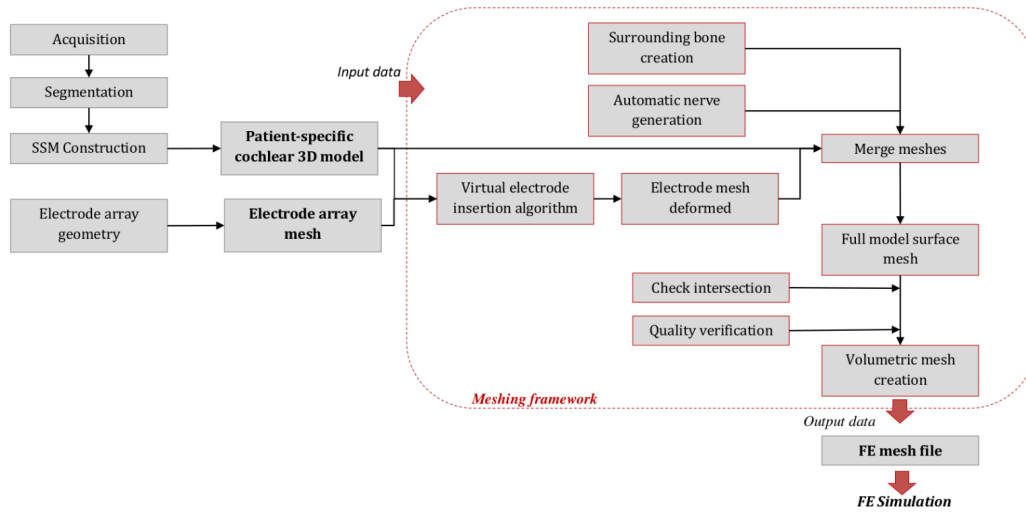 Acquisition
Segmentation
SSM Construction
Patient-specific
cochlear 3D model
Electrode array
geometry
Electrode array
mesh
Input data
Surrounding bone
creation
Automatic nerve
generation
Merge meshes
Virtual electrode
insertion algorithm
Electrode mesh
deformed
Full model surface
mesh
Check intersection
Quality verification
Volumetric mesh
creation
Meshing framework
Output data
FE mesh file
FE Simulation